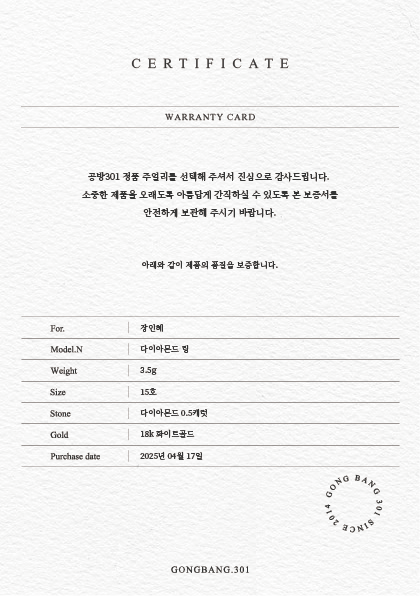 CERTIFICATE
WARRANTY CARD
공방301 정품 주얼리를 선택해 주셔서 진심으로 감사드립니다.
소중한 제품을 오래도록 아름답게 간직하실 수 있도록 본 보증서를
안전하게 보관해 주시기 바랍니다.
아래와 같이 제품의 품질을 보증합니다.
For. 장인혜
Model.N 다이아몬드 링
Weight 3.5g
Size 15호
Stone 다이아몬드 0.5캐럿
Gold 18k 화이트골드
Purchase date 2025년 04월 17일
GONG BANG 301 SINCE 2014
GONGBANG.301